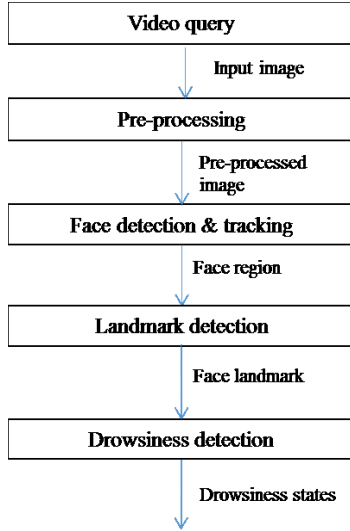 Video query
Input image
Pre-processing
Pre-processed
image
Face detection & tracking
Face region
Landmark detection
Face landmark
Drowsiness detection
Drowsiness states